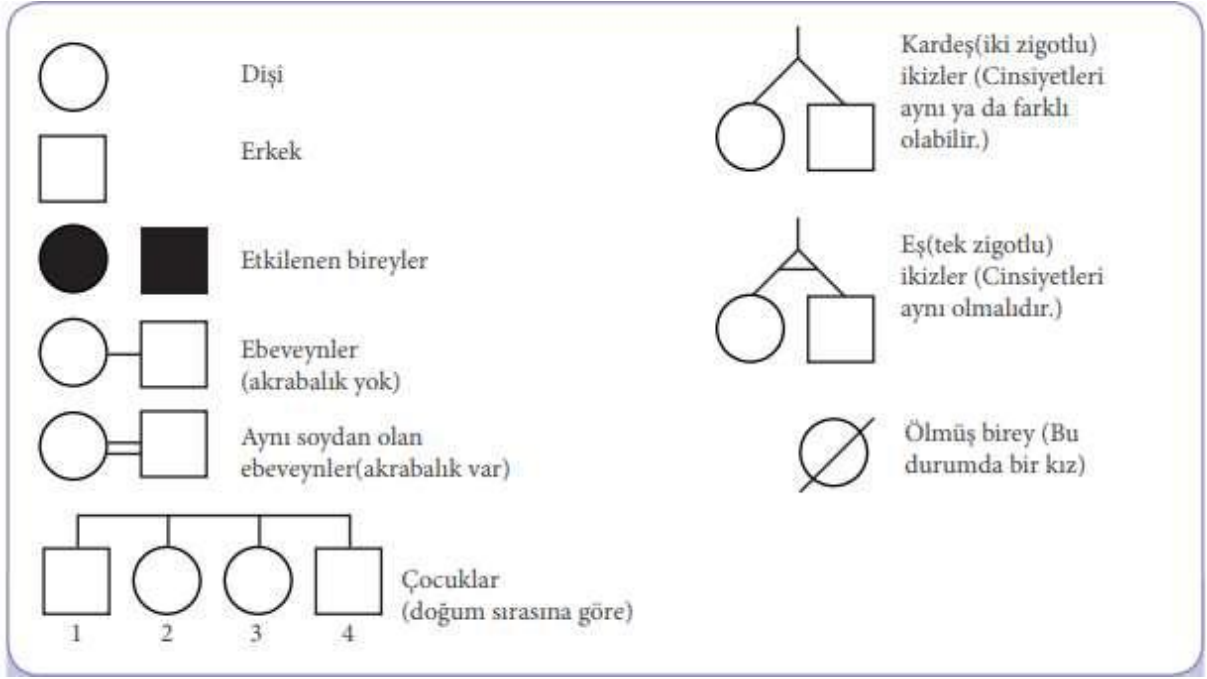 Dişi
Erkek
Etkilenen bireyler
Ebeveynler
(akrabalık yok)
Aynı soydan olan
ebeveynler(akrabalık var)
Çocuklar
(doğum sırasına göre)
1 2 3 4
Kardeş(iki zigotlu)
ikizler (Cinsiyetleri
aynı ya da farklı
olabilir.)
Eş(tek zigotlu)
ikizler (Cinsiyetleri
aynı olmalıdır.)
Ölmüş birey (Bu
durumda bir kız)